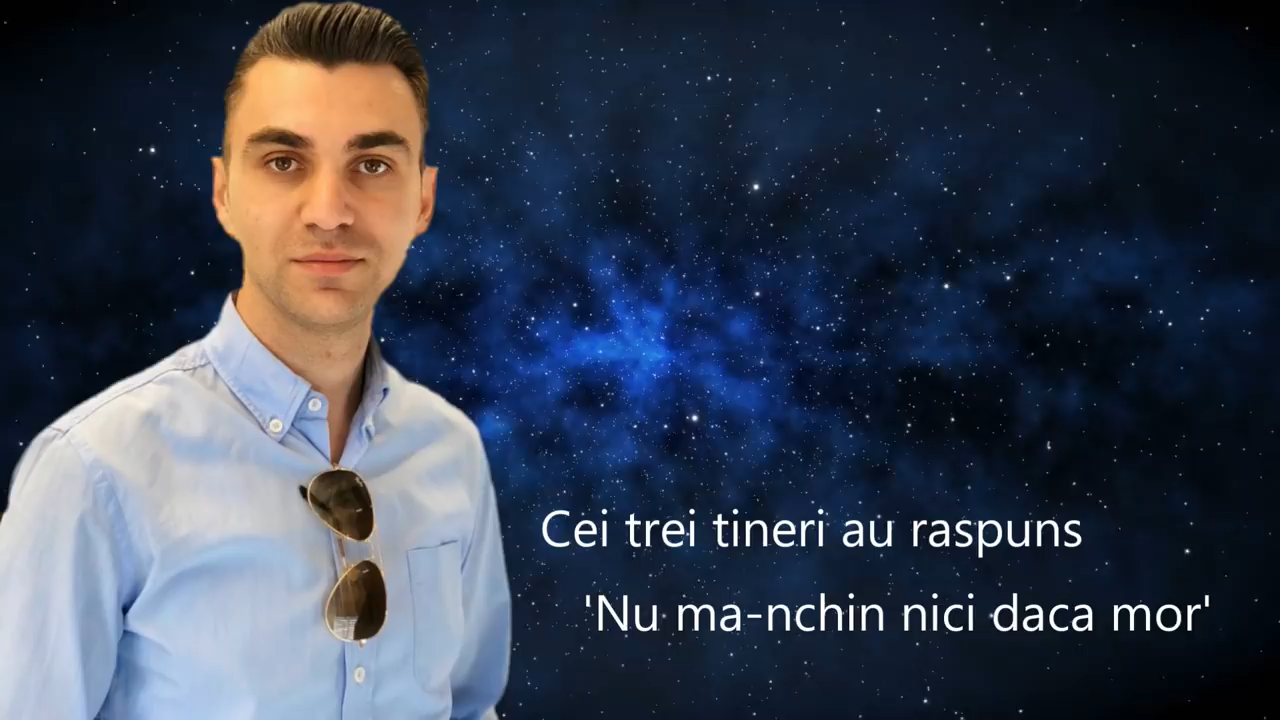 Cei trei tineri au raspuns
'Nu ma-nchin nici daca mor'